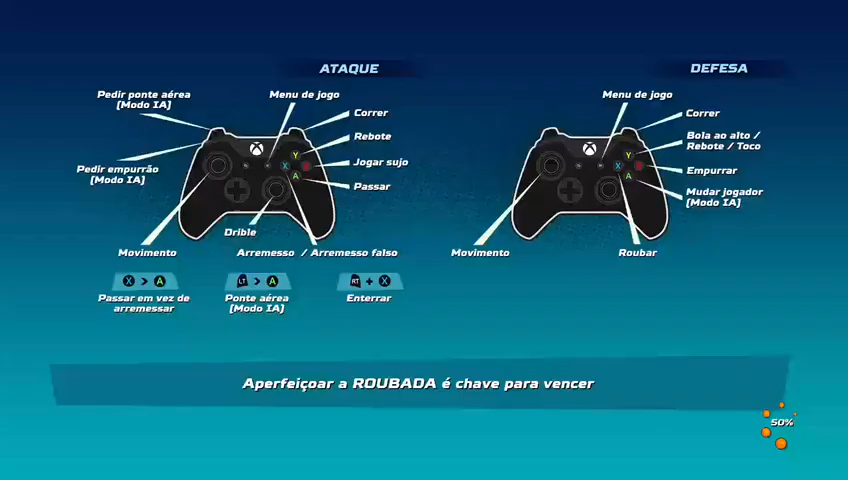 ATAQUE
Pedir ponte aérea
[Modo IA]
Menu de jogo
Correr
Rebote
Jogar sujo
Passar
Pedir empurrão
[Modo IA]
Y
X
A
Drible
Movimento
Arremesso / Arremesso falso
X > A
Passar em vez de
arremessar
LT > A
Ponte aérea
[Modo IA]
RT + X
Enterrar
DEFESA
Menu de jogo
Correr
Bola ao alto /
Rebote / Toco
Empurrar
Mudar jogador
[Modo IA]
Y
X
A
Movimento
Roubar
Aperfeiçoar a ROUBADA é chave para vencer
50%